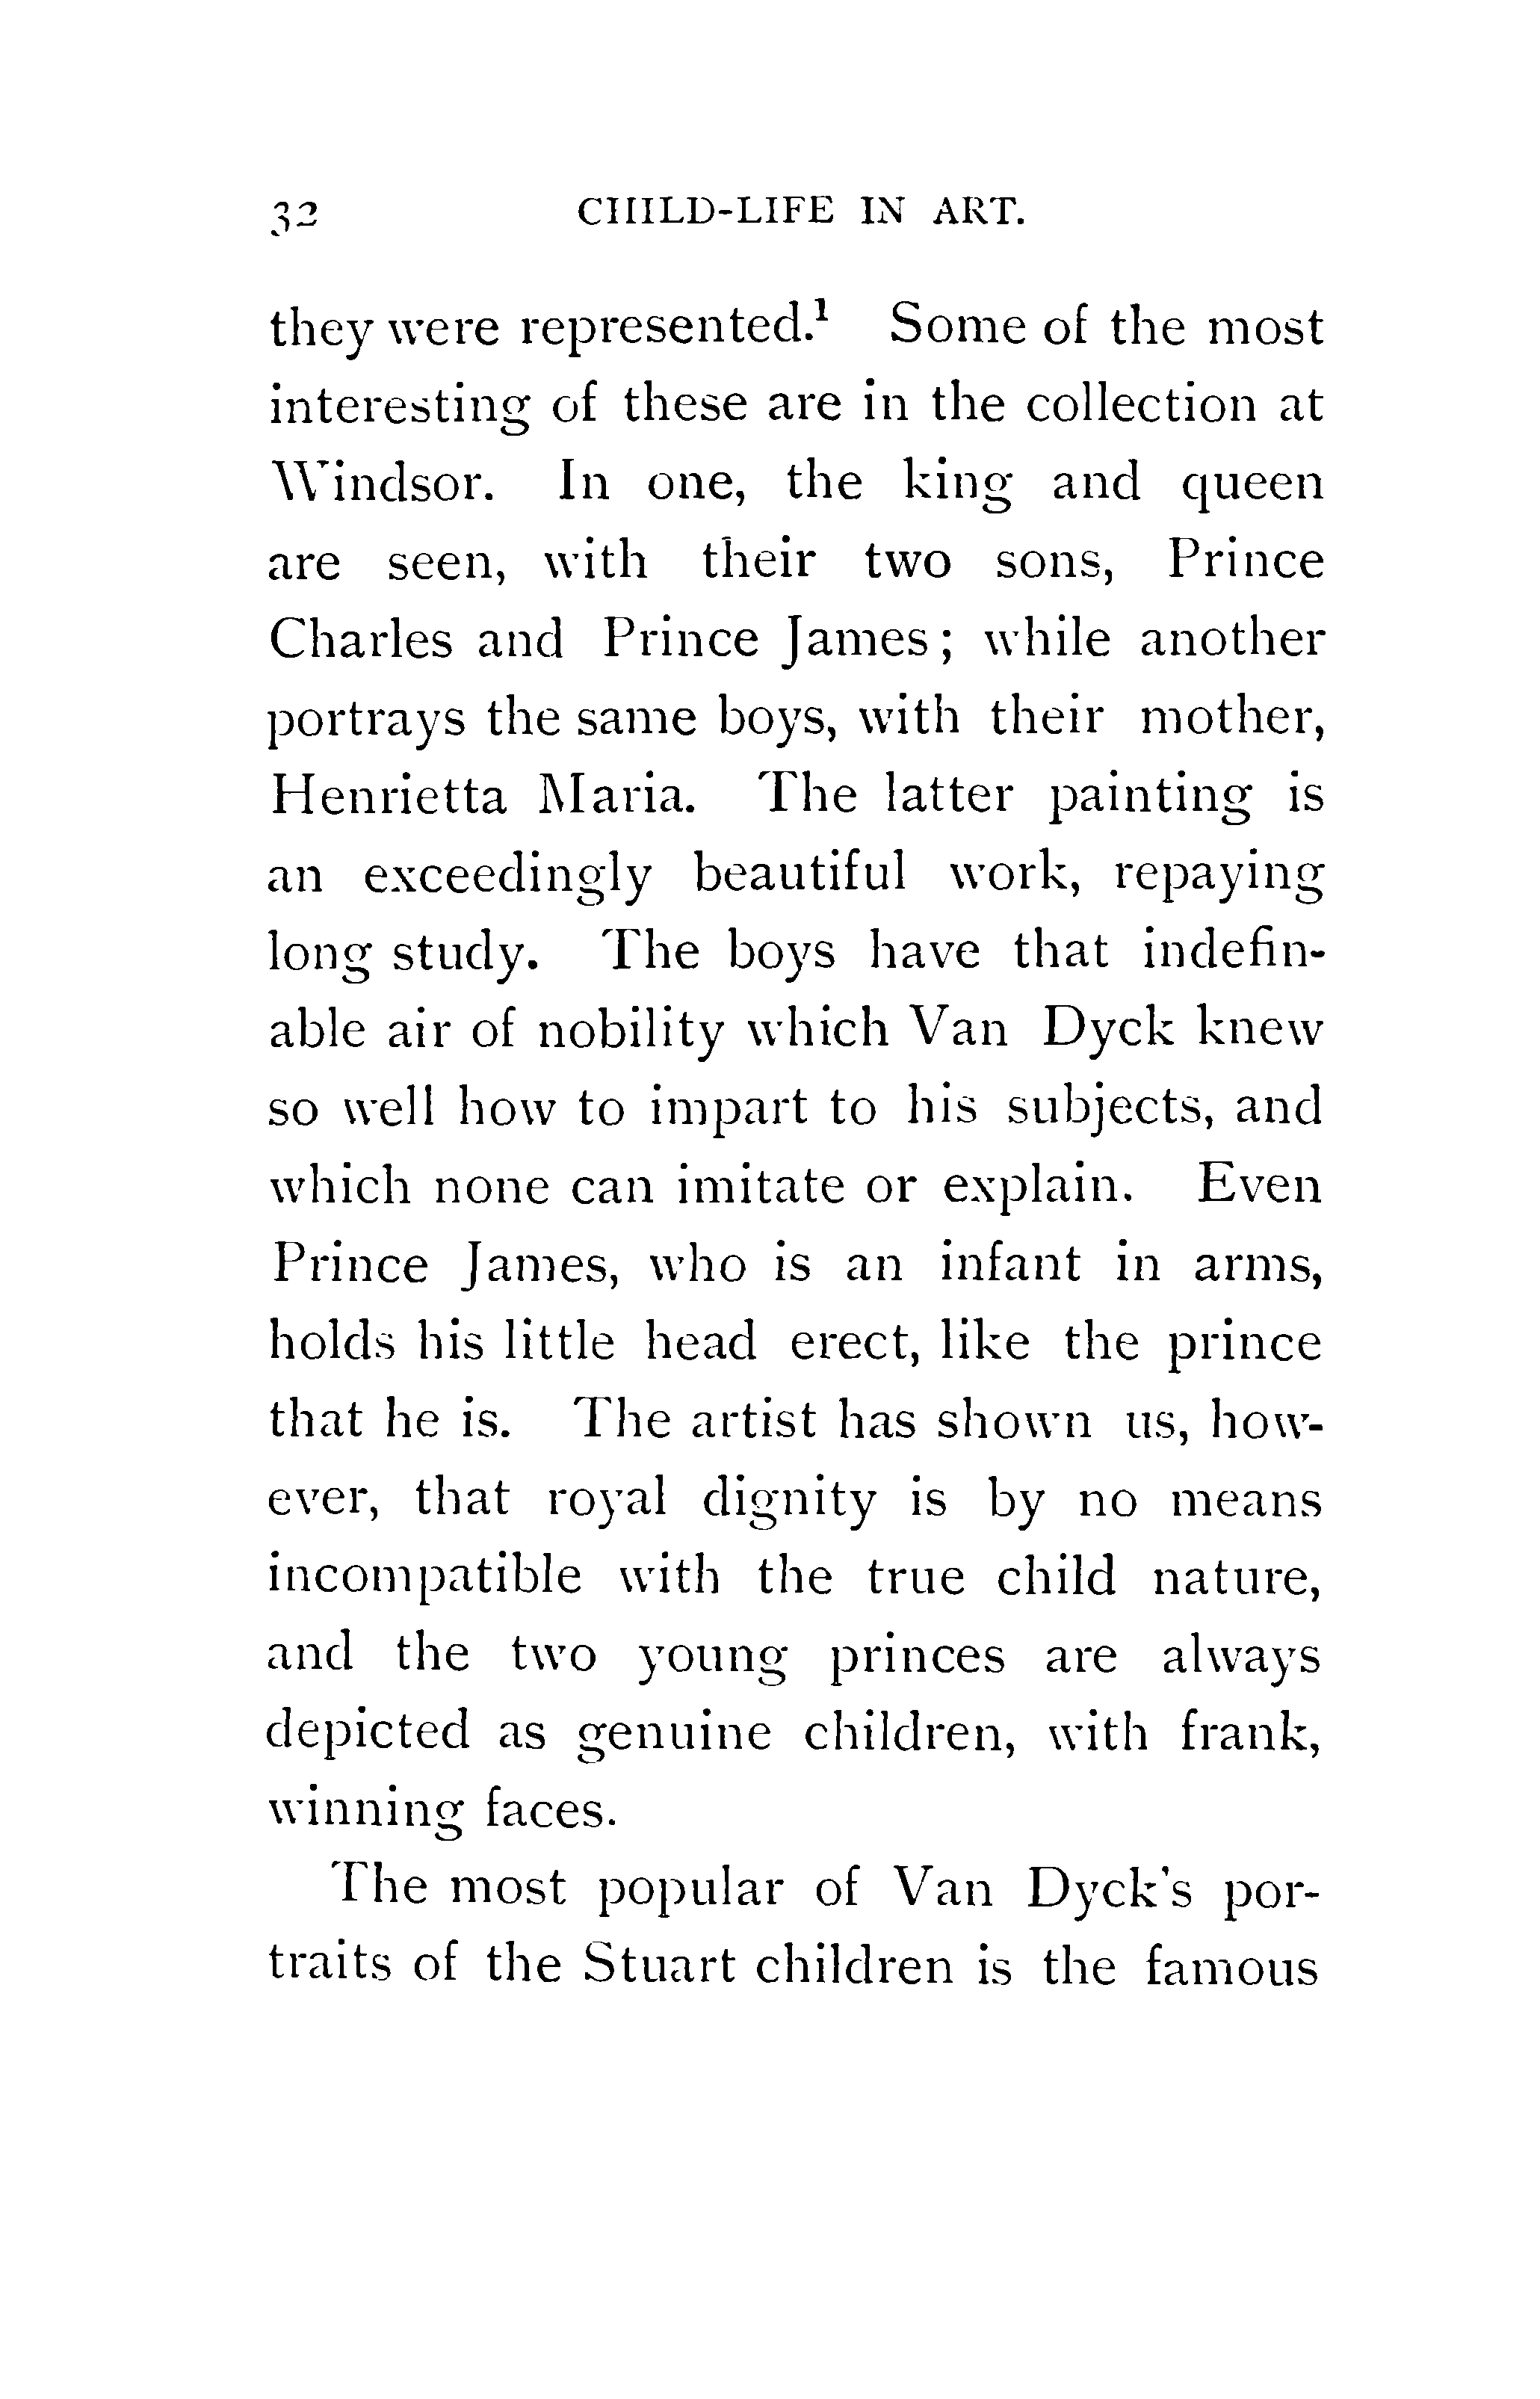 32 CHILD-LIFE IN ART.
they were represented.¹ Some of the most
interesting of these are in the collection at
Windsor. In one, the king and queen
are seen, with their two sons, Prince
Charles and Prince James; while another
portrays the same boys, with their mother,
Henrietta Maria. The latter painting is
an exceedingly beautiful work, repaying
long study. The boys have that indefin-
able air of nobility which Van Dyck knew
so well how to impart to his subjects, and
which none can imitate or explain. Even
Prince James, who is an infant in arms,
holds his little head erect, like the prince
that he is. The artist has shown us, how-
ever, that royal dignity is by no means
incompatible with the true child nature,
and the two young princes are always
depicted as genuine children, with frank,
winning faces.
The most popular of Van Dyck's por-
traits of the Stuart children is the famous